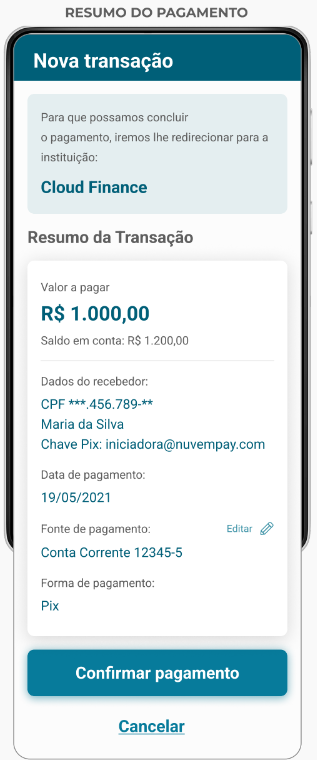 RESUMO DO PAGAMENTO
Nova transação
Para que possamos concluir
o pagamento, iremos lhe redirecionar para a
instituição:
Cloud Finance
Resumo da Transação
Valor a pagar
R$ 1.000,00
Saldo em conta: R$ 1.200,00
Dados do recebedor:
CPF ***.456.789-**
Maria da Silva
Chave Pix: iniciadora@nuvempay.com
Data de pagamento:
19/05/2021
Fonte de pagamento:
Editar
Conta Corrente 12345-5
Forma de pagamento:
Pix
Confirmar pagamento
Cancelar